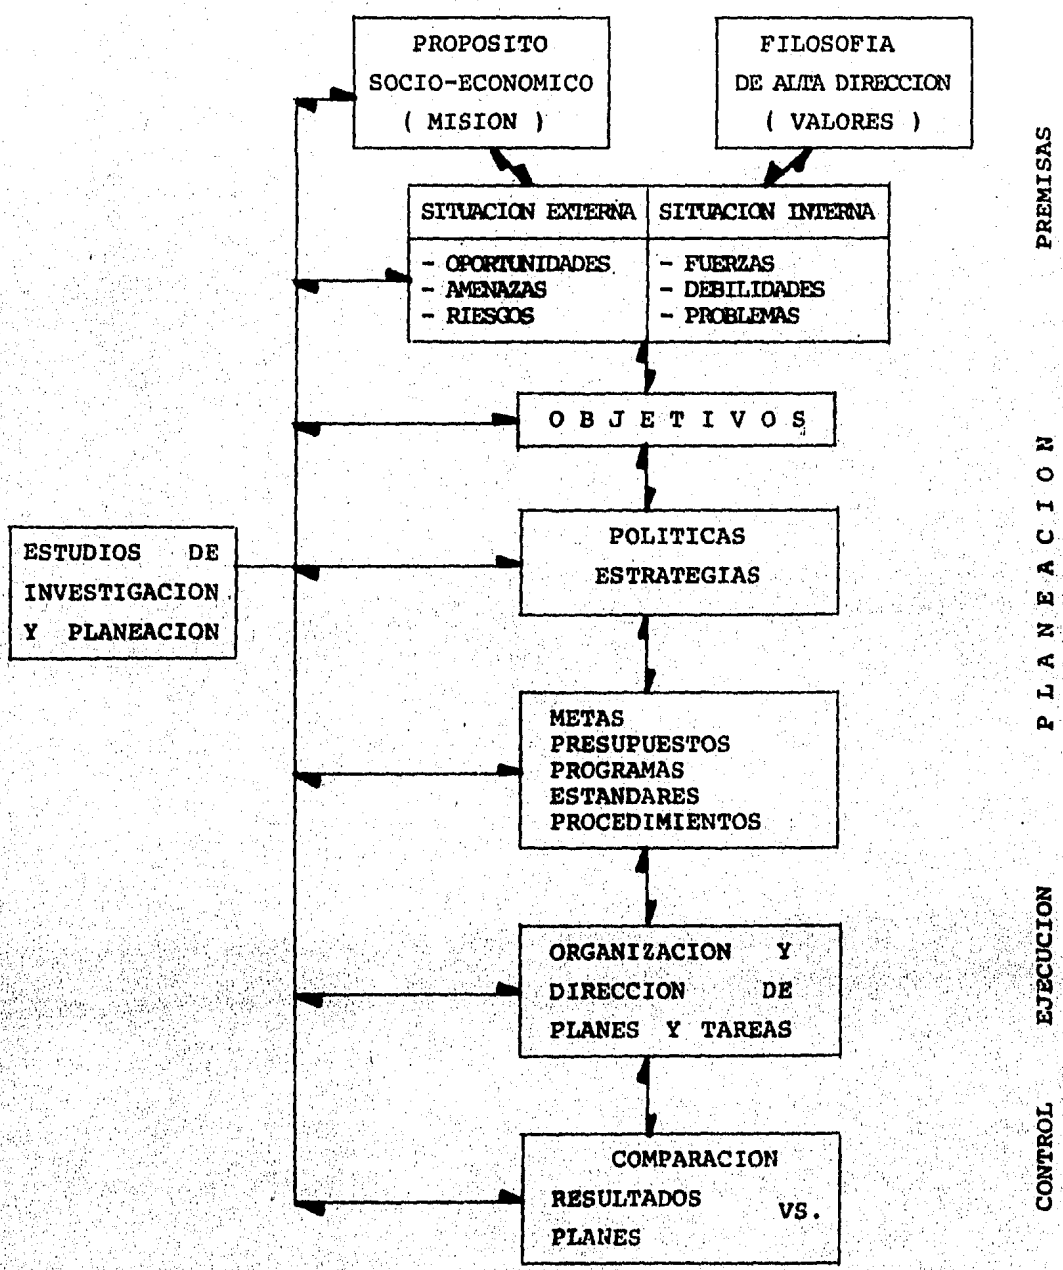 PROPOSITO
SOCIO-ECONOMICO
( MISION )
FILOSOFIA
DE ALTA DIRECCION
( VALORES )
SITUACION EXTERNA
- OPORTUNIDADES
- AMENAZAS
- RIESGOS
SITUACION INTERNA
- FUERZAS
- DEBILIDADES
- PROBLEMAS
PREMISAS
O B J E T I V O S
ESTUDIOS DE
INVESTIGACION
Y PLANEACION
POLITICAS
ESTRATEGIAS
METAS
PRESUPUESTOS
PROGRAMAS
ESTANDARES
PROCEDIMIENTOS
P L A N E A C I O N
ORGANIZACION Y
DIRECCION DE
PLANES Y TAREAS
EJECUCION
COMPARACION
RESULTADOS VS.
PLANES
CONTROL